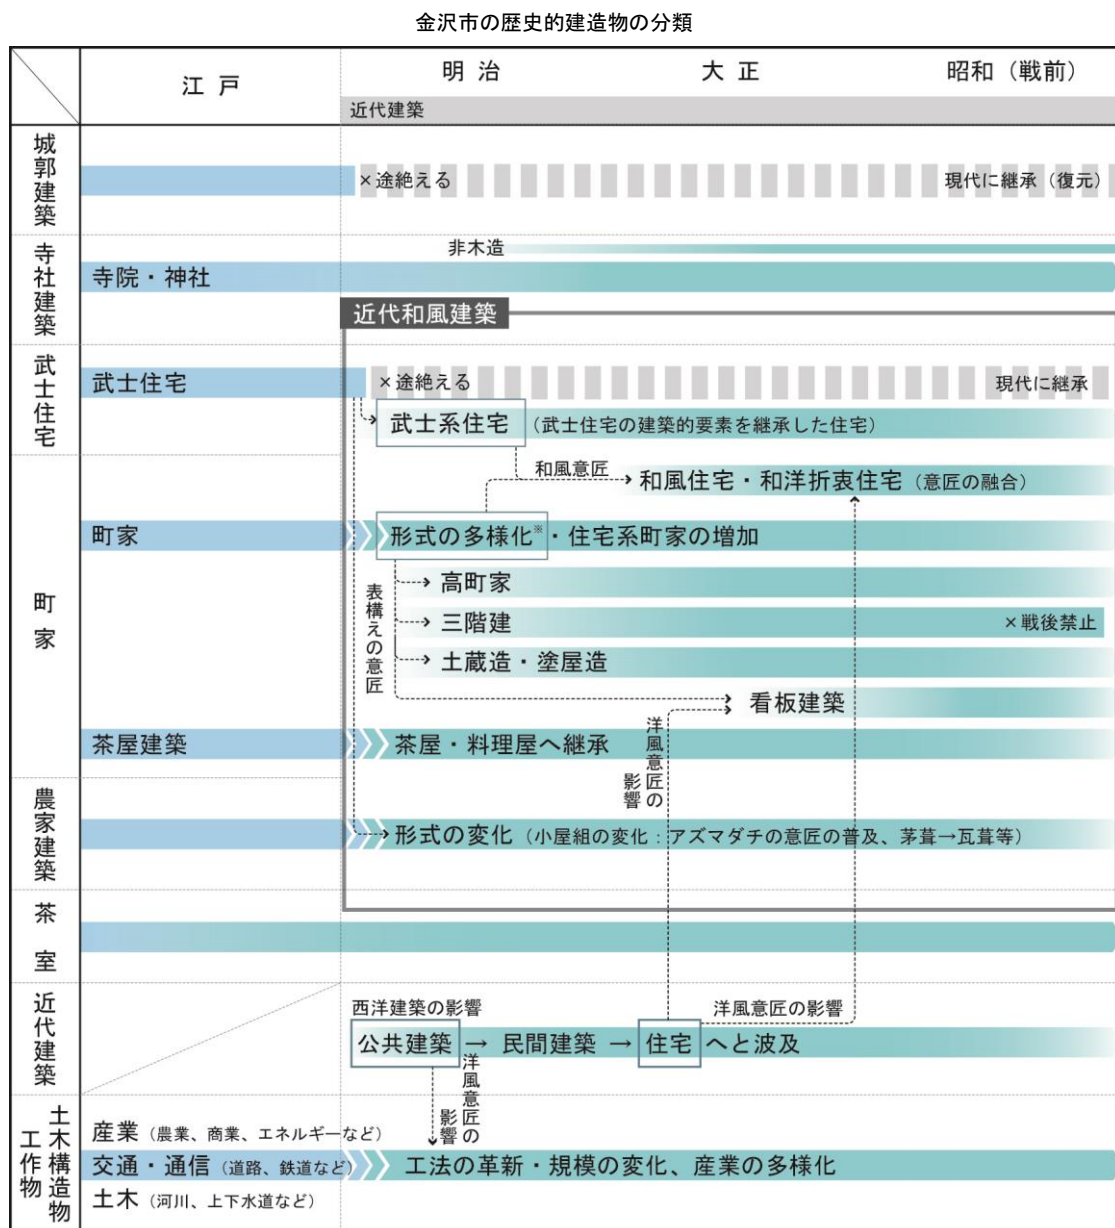 金沢市の歴史的建造物の分類
江戸
明治
大正
昭和（戦前）
近代建築
城郭建築
×途絶える
現代に継承（復元）
寺社建築
非木造
寺院・神社
近代和風建築
武士住宅
武士住宅
×途絶える
現代に継承
武士系住宅（武士住宅の建築的要素を継承した住宅）
和風意匠
和風住宅・和洋折衷住宅（意匠の融合）
町家
町家
形式の多様化※・住宅系町家の増加
表構えの意匠
高町家
三階建
×戦後禁止
土蔵造・塗屋造
看板建築
洋風意匠の影響
茶屋建築
茶屋・料理屋へ継承
農家建築
形式の変化（小屋組の変化：アズマダチの意匠の普及、茅葺→瓦葺等）
茶室
近代建築
西洋建築の影響
洋風意匠の影響
公共建築→民間建築→住宅へと波及
洋風意匠の影響
土木構造物
工作物
産業（農業、商業、エネルギーなど）
交通・通信（道路、鉄道など）
工法の革新・規模の変化、産業の多様化
土木（河川、上下水道など）